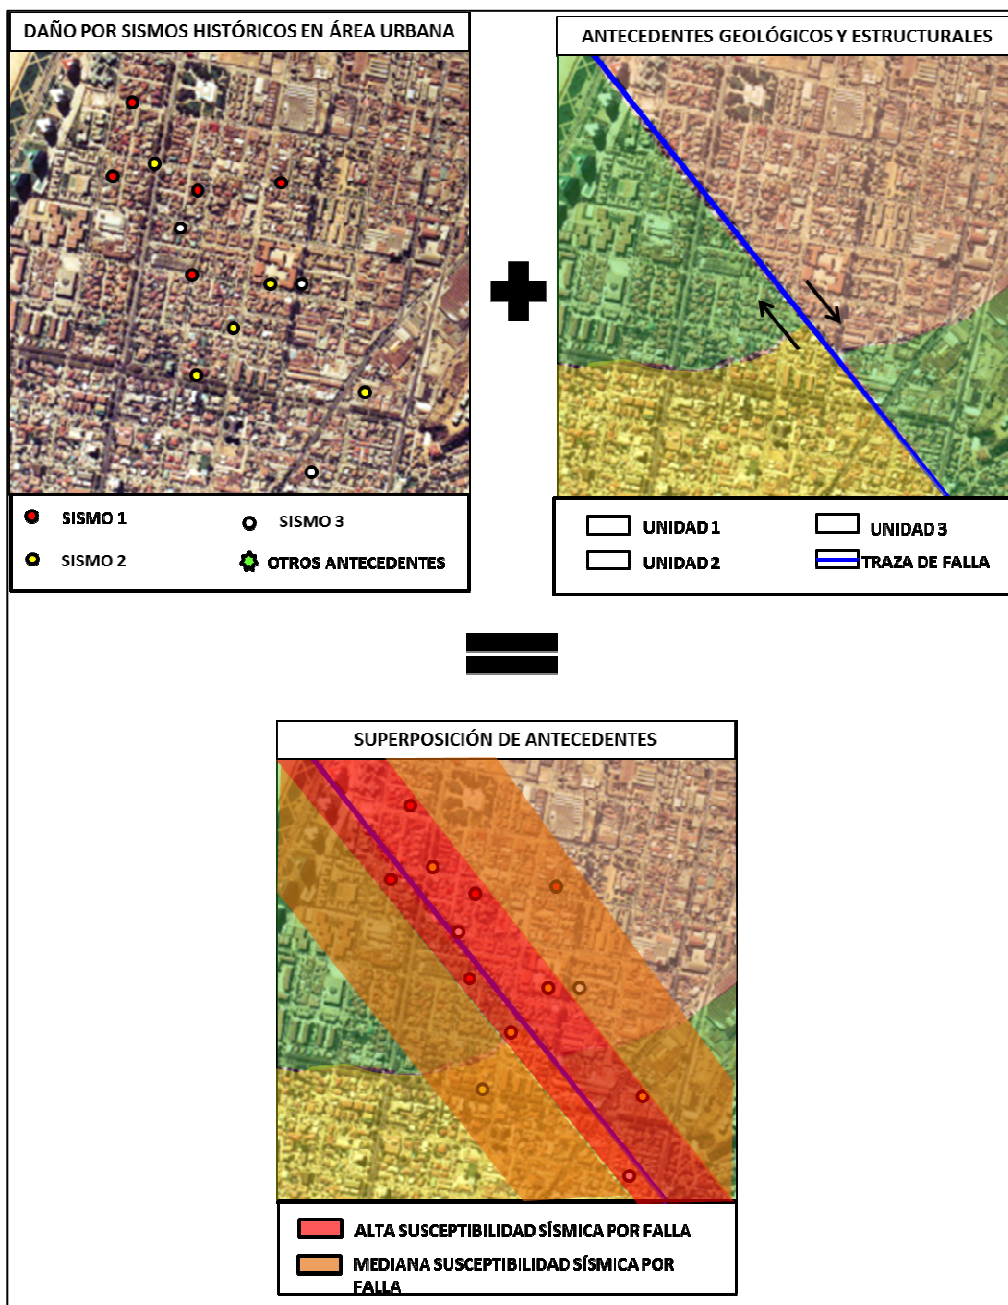 DAÑO POR SISMOS HISTÓRICOS EN ÁREA URBANA
SISMO 1
SISMO 3
SISMO 2
OTROS ANTECEDENTES
ANTECEDENTES GEOLÓGICOS Y ESTRUCTURALES
UNIDAD 1
UNIDAD 3
UNIDAD 2
TRAZA DE FALLA
SUPERPOSICIÓN DE ANTECEDENTES
ALTA SUSCEPTIBILIDAD SÍSMICA POR FALLA
MEDIANA SUSCEPTIBILIDAD SÍSMICA POR
FALLA